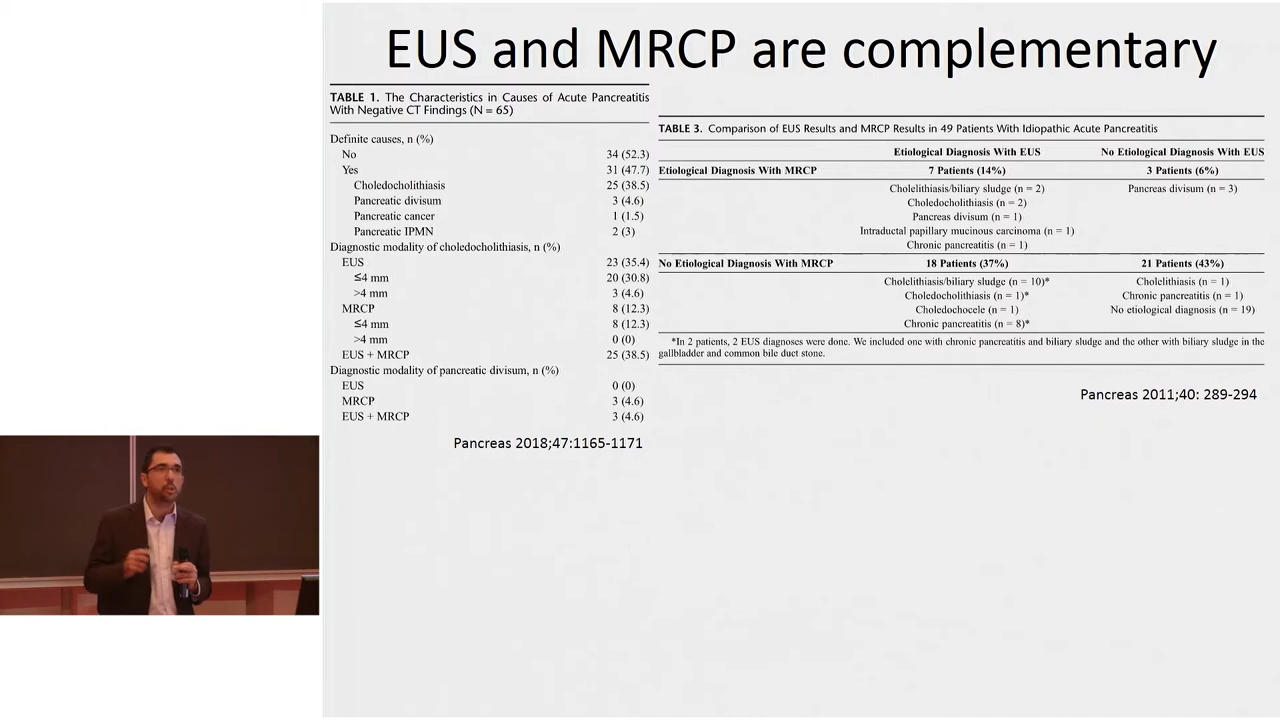 EUS and MRCP are complementary
TABLE 1. The Characteristics in Causes of Acute Pancreatitis
With Negative CT Findings (N = 65)
Definite causes, n (%)
No 34 (52.3)
Yes 31 (47.7)
Choledocholithiasis 25 (38.5)
Pancreatic divisum 3 (4.6)
Pancreatic cancer 1 (1.5)
Pancreatic IPMN 2 (3)
Diagnostic modality of choledocholithiasis, n (%)
EUS 23 (35.4)
≤4 mm 20 (30.8)
>4 mm 3 (4.6)
MRCP 8 (12.3)
≤4 mm 8 (12.3)
>4 mm 0 (0)
EUS + MRCP 25 (38.5)
Diagnostic modality of pancreatic divisum, n (%)
EUS 0 (0)
MRCP 3 (4.6)
EUS + MRCP 3 (4.6)
Pancreas 2018;47:1165-1171
TABLE 3. Comparison of EUS Results and MRCP Results in 49 Patients With Idiopathic Acute Pancreatitis
Etiological Diagnosis With EUS No Etiological Diagnosis With EUS
Etiological Diagnosis With MRCP 7 Patients (14%) 3 Patients (6%)
Cholelithiasis/biliary sludge (n = 2) Pancreas divisum (n = 3)
Choledocholithiasis (n = 2)
Pancreas divisum (n = 1)
Intraductal papillary mucinous carcinoma (n = 1)
Chronic pancreatitis (n = 1)
No Etiological Diagnosis With MRCP 18 Patients (37%) 21 Patients (43%)
Cholelithiasis/biliary sludge (n = 10)* Cholelithiasis (n = 1)
Choledocholithiasis (n = 1)* Chronic pancreatitis (n = 1)
Choledochocele (n = 1) No etiological diagnosis (n = 19)
Chronic pancreatitis (n = 8)*
*In 2 patients, 2 EUS diagnoses were done. We included one with chronic pancreatitis and biliary sludge and the other with biliary sludge in the
gallbladder and common bile duct stone.
Pancreas 2011;40: 289-294